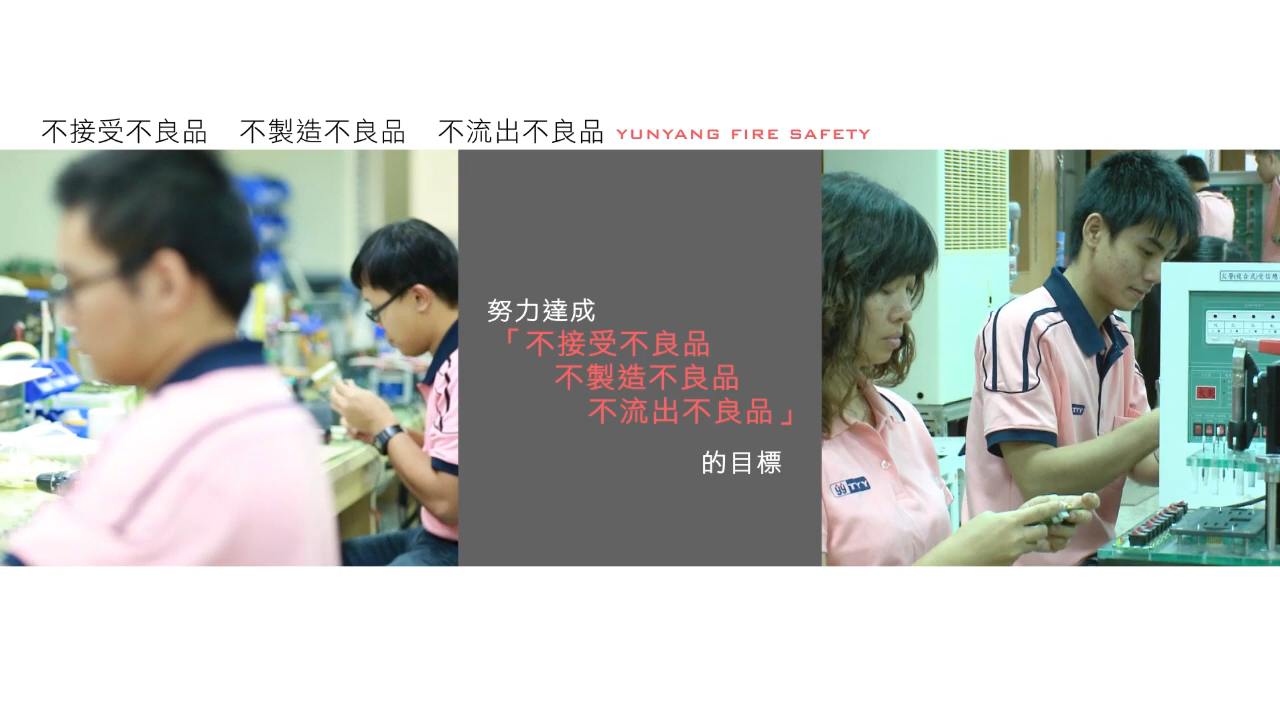 不接受不良品 不製造不良品 不流出不良品 YUNYANG FIRE SAFETY
努力達成
「不接受不良品
不製造不良品
不流出不良品」
的目標
TYY
TYY